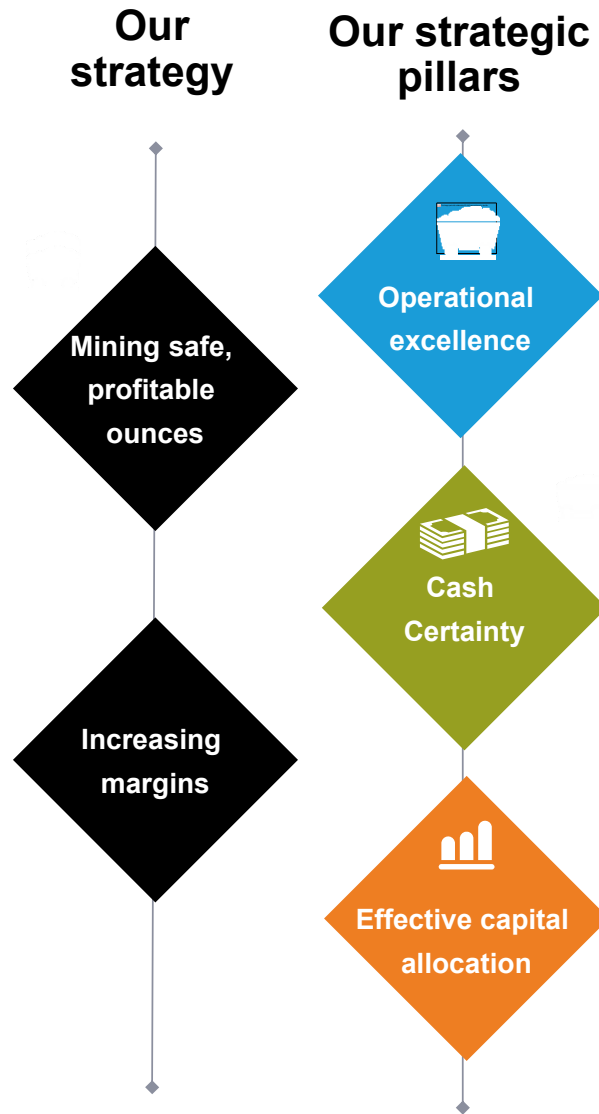 Our
strategy
Mining safe,
profitable
ounces
Increasing
margins
Our strategic
pillars
Operational
excellence
Cash
Certainty
Effective capital
allocation